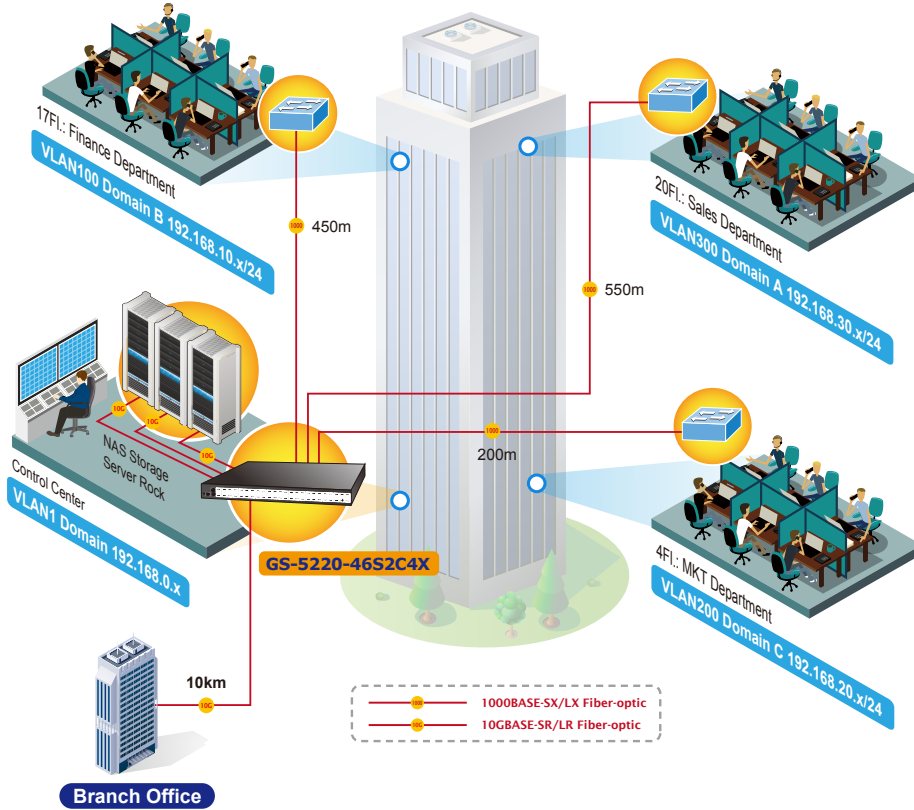 17Fl.: Finance Department
VLAN100 Domain B 192.168.10.x/24
1000
450m
20Fl.: Sales Department
VLAN300 Domain A 192.168.30.x/24
1000
550m
10G
10G
10G
NAS Storage
Server Rock
Control Center
VLAN1 Domain 192.168.0.x
1000
200m
GS-5220-46S2C4X
4Fl.: MKT Department
VLAN200 Domain C 192.168.20.x/24
10km
10G
1000
1000BASE-SX/LX Fiber-optic
10G
10GBASE-SR/LR Fiber-optic
Branch Office